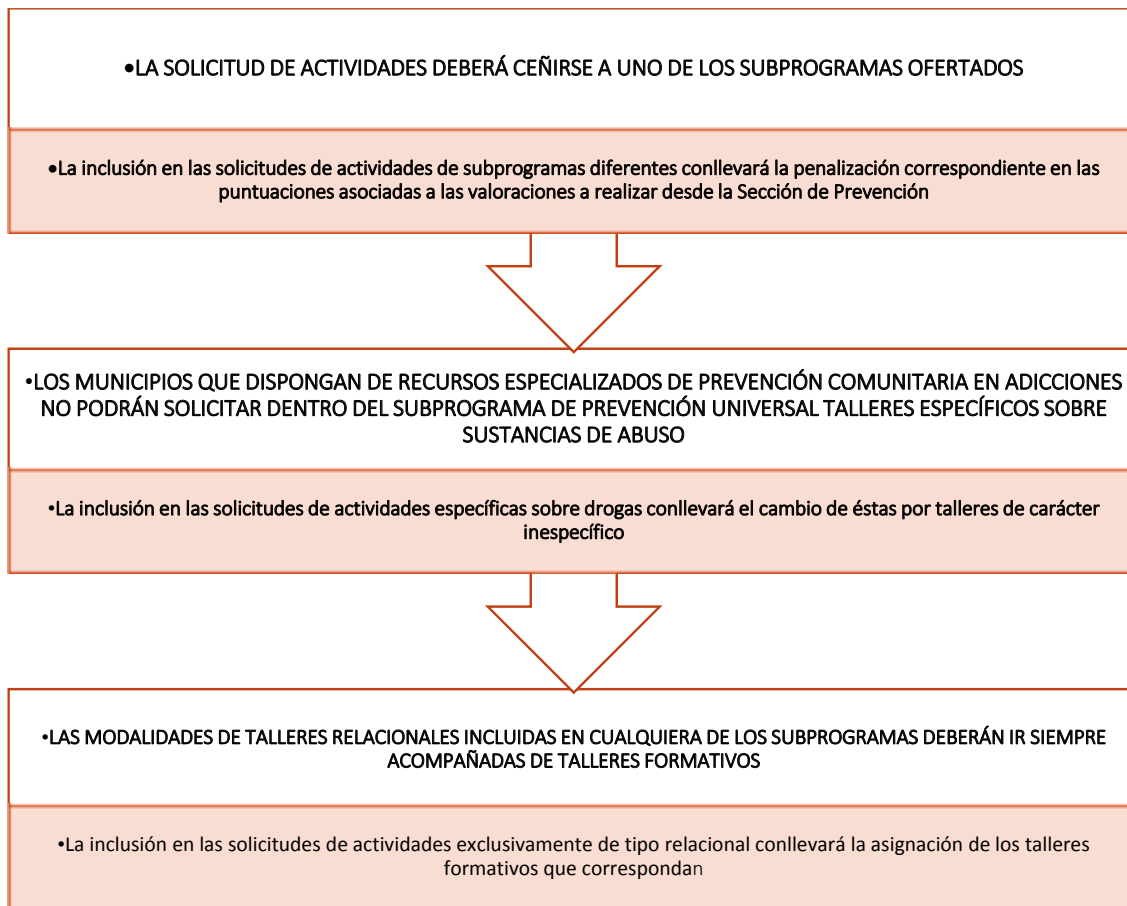 •LA SOLICITUD DE ACTIVIDADES DEBERÁ CEÑIRSE A UNO DE LOS SUBPROGRAMAS OFERTADOS
•La inclusión en las solicitudes de actividades de subprogramas diferentes conllevará la penalización correspondiente en las
puntuaciones asociadas a las valoraciones a realizar desde la Sección de Prevención
•LOS MUNICIPIOS QUE DISPONGAN DE RECURSOS ESPECIALIZADOS DE PREVENCIÓN COMUNITARIA EN ADICCIONES
NO PODRÁN SOLICITAR DENTRO DEL SUBPROGRAMA DE PREVENCIÓN UNIVERSAL TALLERES ESPECÍFICOS SOBRE
SUSTANCIAS DE ABUSO
•La inclusión en las solicitudes de actividades específicas sobre drogas conllevará el cambio de éstas por talleres de carácter
inespecífico
•LAS MODALIDADES DE TALLERES RELACIONALES INCLUIDAS EN CUALQUIERA DE LOS SUBPROGRAMAS DEBERÁN IR SIEMPRE
ACOMPAÑADAS DE TALLERES FORMATIVOS
•La inclusión en las solicitudes de actividades exclusivamente de tipo relacional conllevará la asignación de los talleres
formativos que correspondan